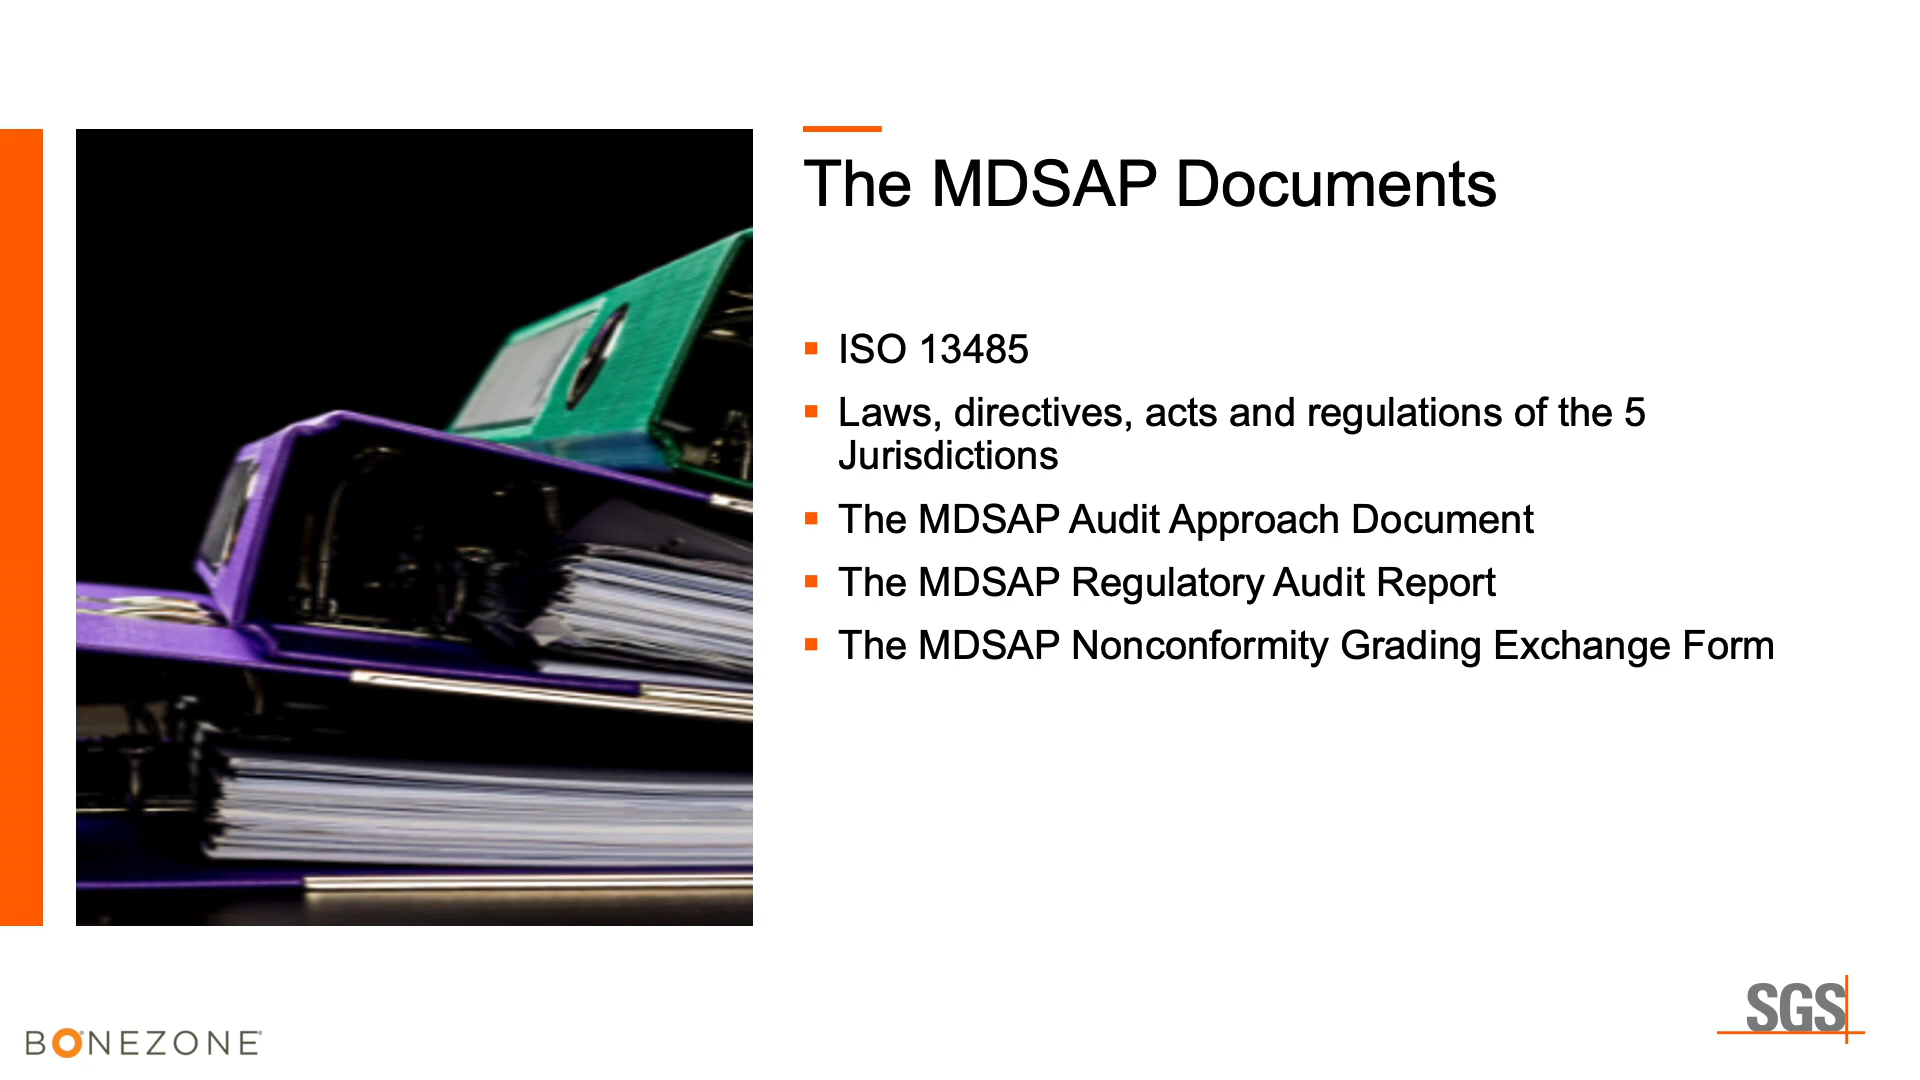 The MDSAP Documents
ISO 13485
Laws, directives, acts and regulations of the 5
Jurisdictions
The MDSAP Audit Approach Document
The MDSAP Regulatory Audit Report
The MDSAP Nonconformity Grading Exchange Form
BONEZONE
SGS